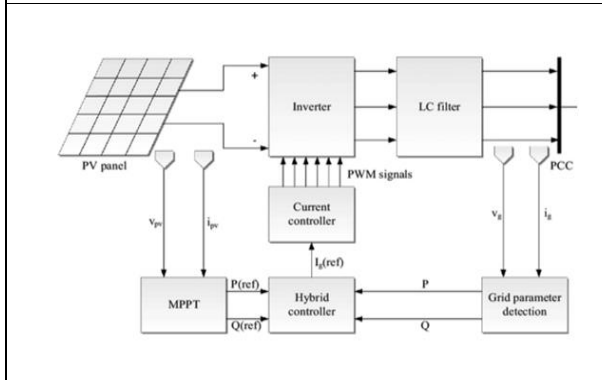 +
Inverter
LC filter
-
PV panel
PWM signals
PCC
Current
controller
vpv
ipv
vg
ig
Ig(ref)
MPPT
P(ref)
Q(ref)
Hybrid
controller
P
Q
Grid parameter
detection